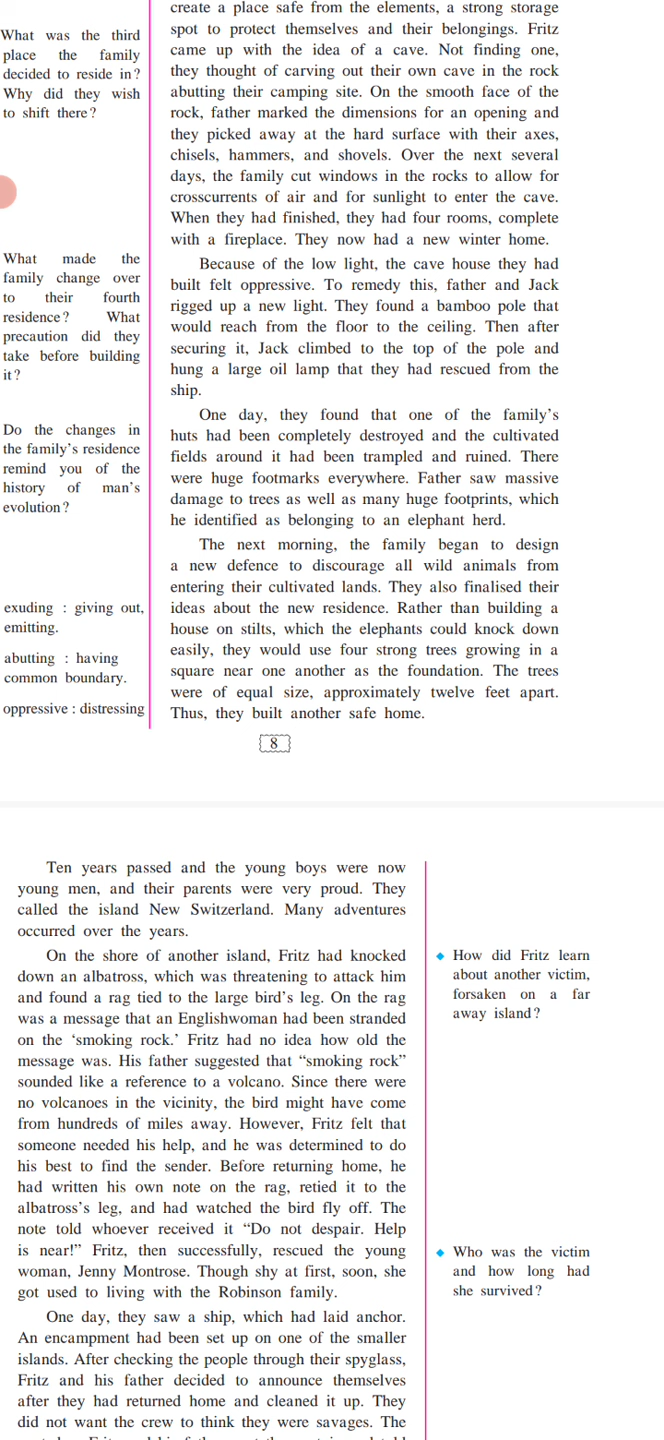 create a place safe from the elements, a strong storage
spot to protect themselves and their belongings. Fritz
came up with the idea of a cave. Not finding one,
they thought of carving out their own cave in the rock
abutting their camping site. On the smooth face of the
rock, father marked the dimensions for an opening and
they picked away at the hard surface with their axes,
chisels, hammers, and shovels. Over the next several
days, the family cut windows in the rocks to allow for
crosscurrents of air and for sunlight to enter the cave.
When they had finished, they had four rooms, complete
with a fireplace. They now had a new winter home.
Because of the low light, the cave house they had
built felt oppressive. To remedy this, father and Jack
rigged up a new light. They found a bamboo pole that
would reach from the floor to the ceiling. Then after
securing it, Jack climbed to the top of the pole and
hung a large oil lamp that they had rescued from the
ship.
One day, they found that one of the family's
huts had been completely destroyed and the cultivated
fields around it had been trampled and ruined. There
were huge footmarks everywhere. Father saw massive
damage to trees as well as many huge footprints, which
he identified as belonging to an elephant herd.
The next morning, the family began to design
a new defence to discourage all wild animals from
entering their cultivated lands. They also finalised their
ideas about the new residence. Rather than building a
house on stilts, which the elephants could knock down
easily, they would use four strong trees growing in a
square near one another as the foundation. The trees
were of equal size, approximately twelve feet apart.
Thus, they built another safe home.
What was the third
place the family
decided to reside in?
Why did they wish
to shift there?
What made the
family change over
to their fourth
residence? What
precaution did they
take before building
it?
Do the changes in
the family's residence
remind you of the
history of man's
evolution?
exuding : giving out,
emitting.
abutting : having
common boundary.
oppressive : distressing
8
Ten years passed and the young boys were now
young men, and their parents were very proud. They
called the island New Switzerland. Many adventures
occurred over the years.
On the shore of another island, Fritz had knocked
down an albatross, which was threatening to attack him
and found a rag tied to the large bird's leg. On the rag
was a message that an Englishwoman had been stranded
on the 'smoking rock.' Fritz had no idea how old the
message was. His father suggested that "smoking rock"
sounded like a reference to a volcano. Since there were
no volcanoes in the vicinity, the bird might have come
from hundreds of miles away. However, Fritz felt that
someone needed his help, and he was determined to do
his best to find the sender. Before returning home, he
had written his own note on the rag, retied it to the
albatross's leg, and had watched the bird fly off. The
note told whoever received it "Do not despair. Help
is near!" Fritz, then successfully, rescued the young
woman, Jenny Montrose. Though shy at first, soon, she
got used to living with the Robinson family.
One day, they saw a ship, which had laid anchor.
An encampment had been set up on one of the smaller
islands. After checking the people through their spyglass,
Fritz and his father decided to announce themselves
after they had returned home and cleaned it up. They
did not want the crew to think they were savages. The
◆ How did Fritz learn
about another victim,
forsaken on a far
away island?
◆ Who was the victim
and how long had
she survived?